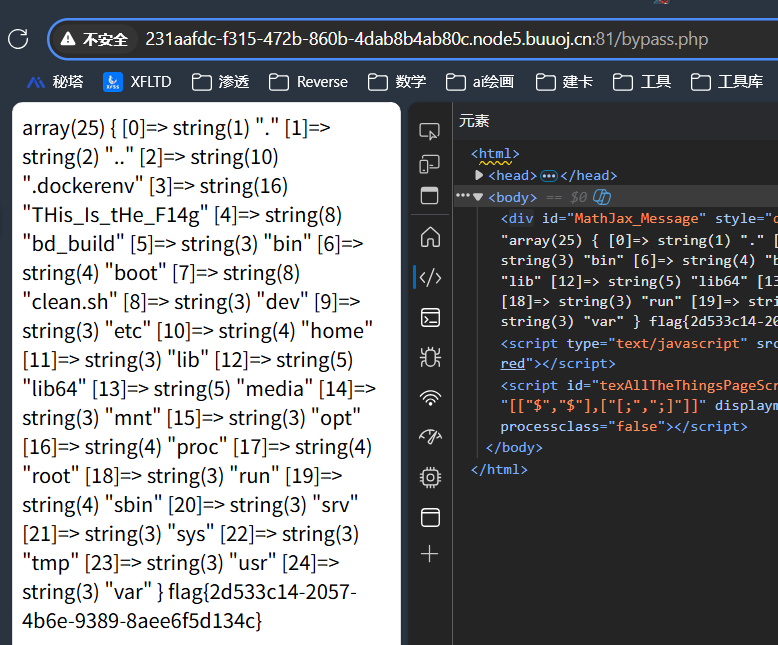 不安全 231aafdc-f315-472b-860b-4dab8b4ab80c.node5.buuoj.cn:81/bypass.php
秘塔 XFLTD 渗透 Reverse 数学 ai绘画 建卡 工具 工具库
array(25) { [0]=> string(1) "." [1]=>
string(2) ".." [2]=> string(10)
".dockerenv" [3]=> string(16)
"THis_Is_tHe_F14g" [4]=> string(8)
"bd_build" [5]=> string(3) "bin" [6]=>
string(4) "boot" [7]=> string(8)
"clean.sh" [8]=> string(3) "dev" [9]=>
string(3) "etc" [10]=> string(4) "home"
[11]=> string(3) "lib" [12]=> string(5)
"lib64" [13]=> string(5) "media" [14]=>
string(3) "mnt" [15]=> string(3) "opt"
[16]=> string(4) "proc" [17]=> string(4)
"root" [18]=> string(3) "run" [19]=>
string(4) "sbin" [20]=> string(3) "srv"
[21]=> string(3) "sys" [22]=> string(3)
"tmp" [23]=> string(3) "usr" [24]=>
string(3) "var" } flag{2d533c14-2057-
4b6e-9389-8aee6f5d134c}
元素
<html>
<head> </head>
<body> == $0
<div id="MathJax_Message" style="
"array(25) { [0]=> string(1) "." [
string(3) "bin" [6]=> string(4) "b
"lib" [12]=> string(5) "lib64" [13
[18]=> string(3) "run" [19]=> stri
string(3) "var" } flag{2d533c14-20
<script type="text/javascript" src
red"></script>
<script id="texAllTheThingsPageScr
"[["$","$"],["[;",";]"]]" displaym
processclass="false"></script>
</body>
</html>